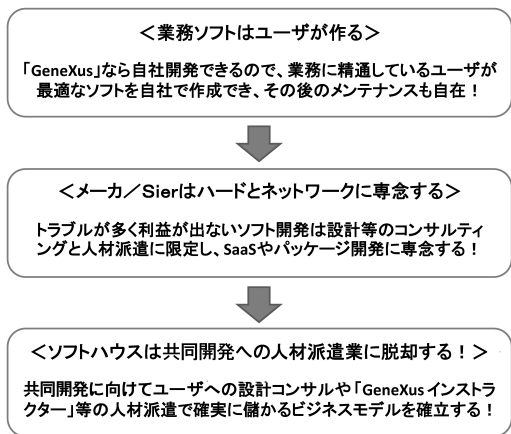 ＜業務ソフトはユーザが作る＞
「GeneXus」なら自社開発できるので、業務に精通しているユーザが
最適なソフトを自社で作成でき、その後のメンテナンスも自在！
＜メーカ／Sierはハードとネットワークに専念する＞
トラブルが多く利益が出ないソフト開発は設計等のコンサルティ
ングと人材派遣に限定し、SaaSやパッケージ開発に専念する！
＜ソフトハウスは共同開発への人材派遣業に脱却する！＞
共同開発に向けてユーザへの設計コンサルや「GeneXus インストラ
クター」等の人材派遣で確実に儲かるビジネスモデルを確立する！